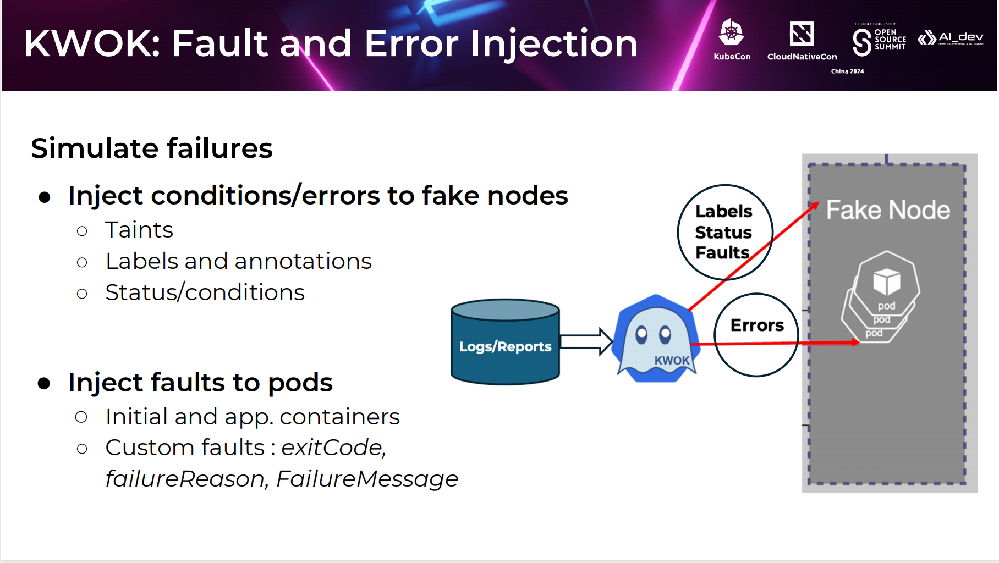 KWOK: Fault and Error Injection
KubeCon
CloudNativeCon
THE LINUX FOUNDATION
OPEN
SOURCE
SUMMIT
AI_dev
China 2024
Simulate failures
● Inject conditions/errors to fake nodes
○ Taints
○ Labels and annotations
○ Status/conditions
● Inject faults to pods
○ Initial and app. containers
○ Custom faults : exitCode,
failureReason, FailureMessage
Logs/Reports
KWOK
Labels
Status
Faults
Errors
Fake Node
pod
pod
pod